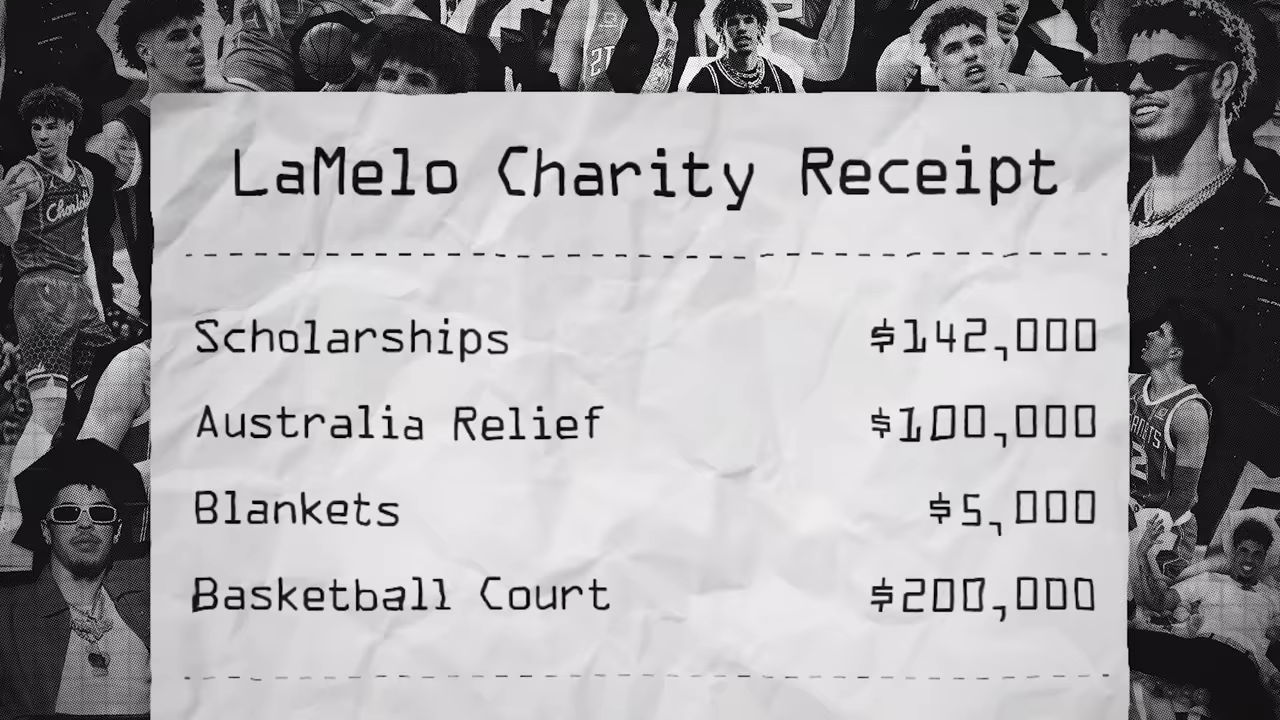 LaMelo Charity Receipt
Scholarships $142,000
Australia Relief $100,000
Blankets $5,000
Basketball Court $200,000